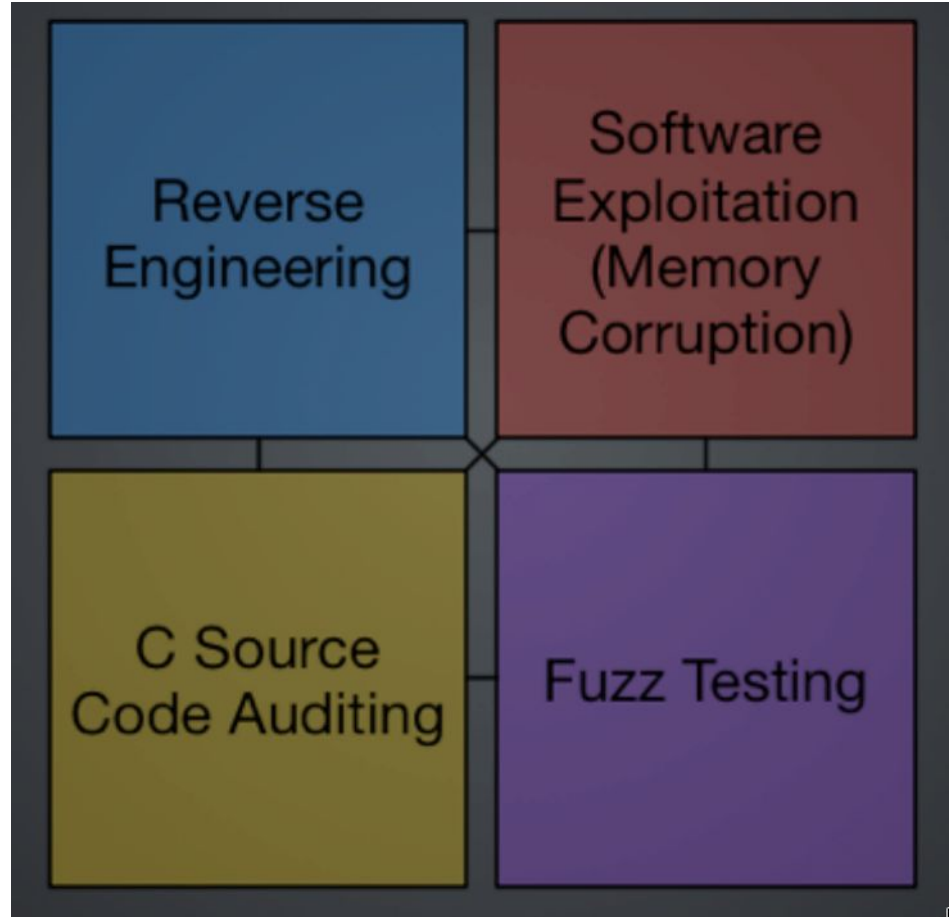 Reverse
Engineering
Software
Exploitation
(Memory
Corruption)
C Source
Code Auditing
Fuzz Testing